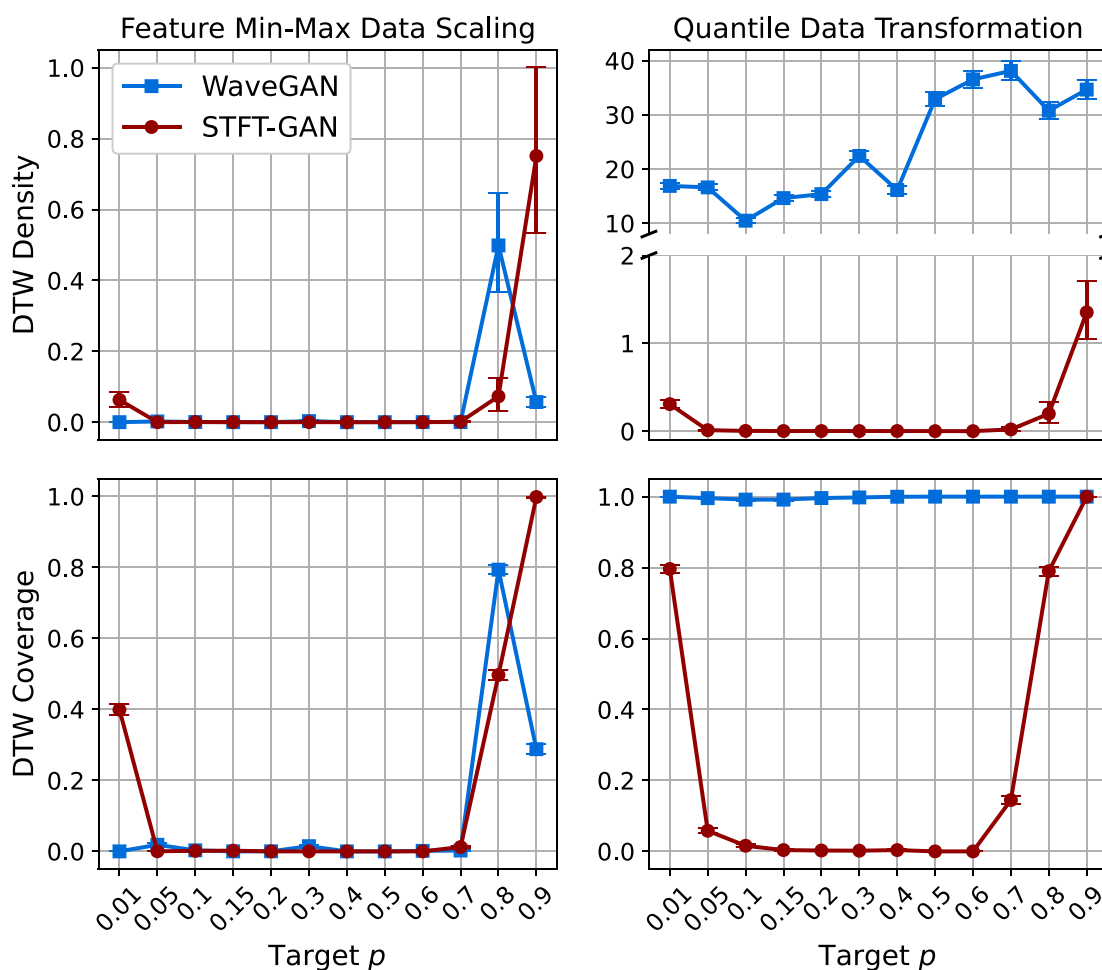 Feature Min-Max Data Scaling
Quantile Data Transformation
WaveGAN
STFT-GAN
DTW Density
1.0
0.8
0.6
0.4
0.2
0.0
40
30
20
10
2
1
0
DTW Coverage
1.0
0.8
0.6
0.4
0.2
0.0
1.0
0.8
0.6
0.4
0.2
0.0
0.01 0.05 0.1 0.15 0.2 0.3 0.4 0.5 0.6 0.7 0.8 0.9
Target p
0.01 0.05 0.1 0.15 0.2 0.3 0.4 0.5 0.6 0.7 0.8 0.9
Target p